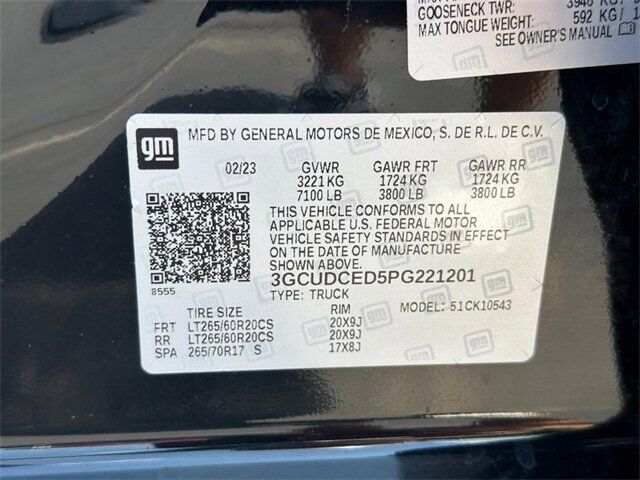 GOOSENECK TWR: 3946 KG/
MAX TONGUE WEIGHT: 592 KG/
SEE OWNER'S MANUAL
gm
MFD BY GENERAL MOTORS DE MEXICO, S. DE R.L. DE C.V.
02/23 GVWR GAWR FRT GAWR RR
3221 KG 1724 KG 1724 KG
7100 LB 3800 LB 3800 LB
THIS VEHICLE CONFORMS TO ALL
APPLICABLE U.S. FEDERAL MOTOR
VEHICLE SAFETY STANDARDS IN EFFECT
ON THE DATE OF MANUFACTURE
SHOWN ABOVE.
3GCUDCED5PG221201
8555
TYPE: TRUCK MODEL: 51CK10543
TIRE SIZE RIM
FRT LT265/60R20CS 20X9J
RR LT265/60R20CS 20X9J
SPA 265/70R17 S 17X8J